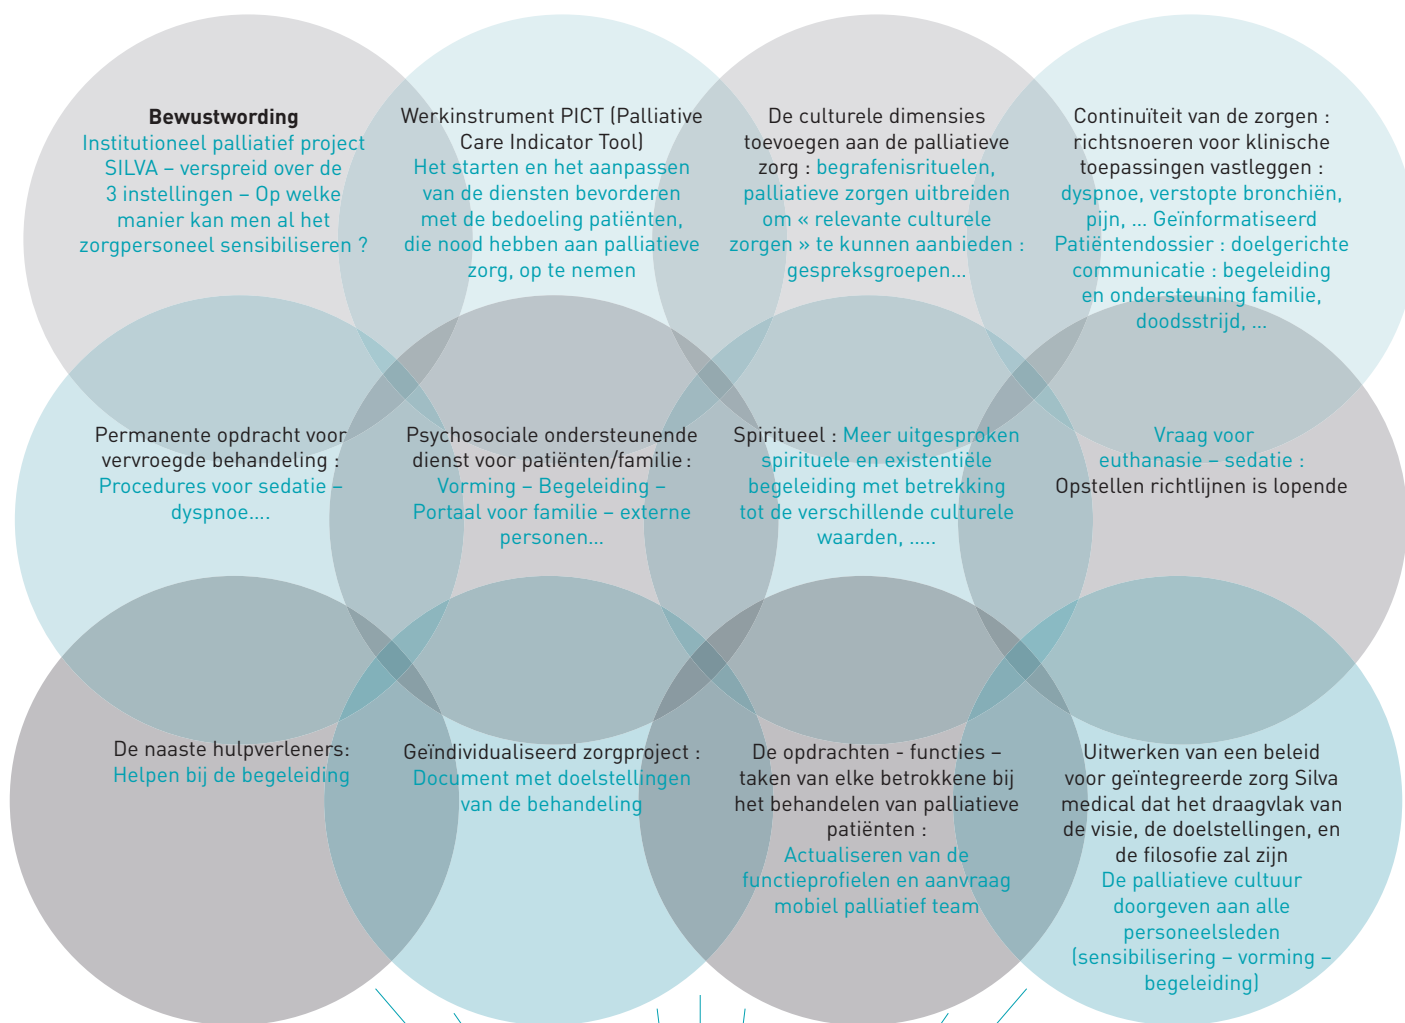 Bewustwording
Institutioneel palliatief project
SILVA – verspreid over de
3 instellingen – Op welke
manier kan men al het
zorgpersoneel sensibiliseren ?
Werkinstrument PICT (Palliative
Care Indicator Tool)
Het starten en het aanpassen
van de diensten bevorderen
met de bedoeling patiënten,
die nood hebben aan palliatieve
zorg, op te nemen
De culturele dimensies
toevoegen aan de palliatieve
zorg : begrafenisrituelen,
palliatieve zorgen uitbreiden
om « relevante culturele
zorgen » te kunnen aanbieden :
gespreksgroepen…
Continuïteit van de zorgen :
richtsnoeren voor klinische
toepassingen vastleggen :
dyspnoe, verstopte bronchiën,
pijn, … Geïnformatiseerd
Patiëntendossier : doelgerichte
communicatie : begeleiding
en ondersteuning familie,
doodsstrijd, …
Permanente opdracht voor
vervroegde behandeling :
Procedures voor sedatie –
dyspnoe….
Psychosociale ondersteunende
dienst voor patiënten/familie :
Vorming – Begeleiding –
Portaal voor familie – externe
personen…
Spiritueel : Meer uitgesproken
spirituele en existentiële
begeleiding met betrekking
tot de verschillende culturele
waarden, …..
Vraag voor
euthanasie – sedatie :
Opstellen richtlijnen is lopende
De naaste hulpverleners:
Helpen bij de begeleiding
Geïndividualiseerd zorgproject :
Document met doelstellingen
van de behandeling
De opdrachten - functies –
taken van elke betrokkene bij
het behandelen van palliatieve
patiënten :
Actualiseren van de
functieprofielen en aanvraag
mobiel palliatief team
Uitwerken van een beleid
voor geïntegreerde zorg Silva
medical dat het draagvlak van
de visie, de doelstellingen, en
de filosofie zal zijn
De palliatieve cultuur
doorgeven aan alle
personeelsleden
(sensibilisering – vorming –
begeleiding)